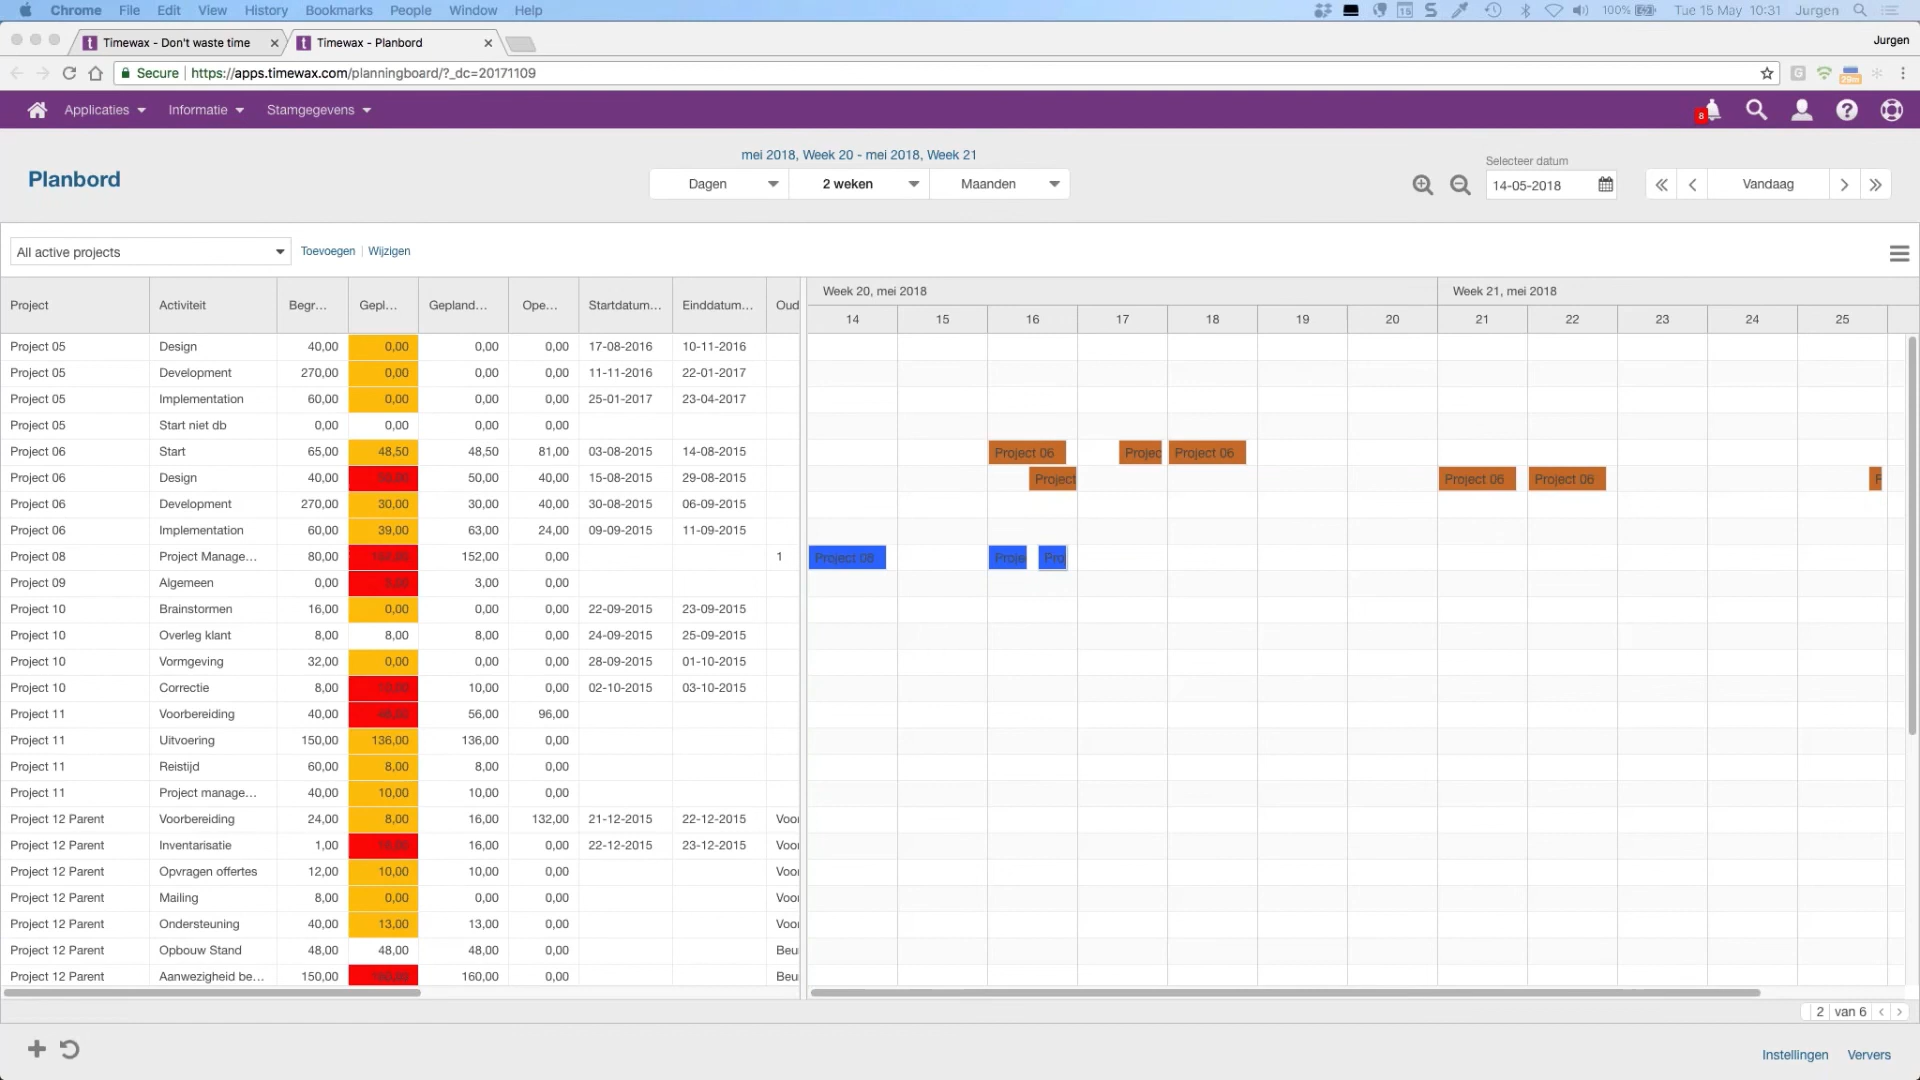 Chrome File Edit View History Bookmarks People Window Help 15 100% Tue 15 May 10:31 Jurgen
Timewax - Don't waste time Timewax - Planbord Jurgen
Secure https://apps.timewax.com/planningboard/?_dc=20171109
Applicaties Informatie Stamgegevens 8
mei 2018, Week 20 - mei 2018, Week 21
Planbord
Dagen 2 weken Maanden
Selecteer datum
14-05-2018 Vandaag
All active projects Toevoegen Wijzigen
Project Activiteit Begr... Gepl... Gepland... Ope... Startdatum... Einddatum... Oud
Week 20, mei 2018 Week 21, mei 2018
14 15 16 17 18 19 20 21 22 23 24 25
Project 05 Design 40,00 0,00 0,00 0,00 17-08-2016 10-11-2016
Project 05 Development 270,00 0,00 0,00 0,00 11-11-2016 22-01-2017
Project 05 Implementation 60,00 0,00 0,00 0,00 25-01-2017 23-04-2017
Project 05 Start niet db 0,00 0,00 0,00 0,00
Project 06 Start 65,00 48,50 48,50 81,00 03-08-2015 14-08-2015 Project 06 Projec Project 06
Project 06 Design 40,00 50,00 40,00 15-08-2015 29-08-2015 Project Project 06 Project 06
Project 06 Development 270,00 30,00 30,00 40,00 30-08-2015 06-09-2015
Project 06 Implementation 60,00 39,00 63,00 24,00 09-09-2015 11-09-2015
Project 08 Project Manage... 80,00 152,00 0,00 1 Project 08 Proje Pro
Project 09 Algemeen 0,00 3,00 3,00 0,00
Project 10 Brainstormen 16,00 0,00 0,00 0,00 22-09-2015 23-09-2015
Project 10 Overleg klant 8,00 8,00 8,00 0,00 24-09-2015 25-09-2015
Project 10 Vormgeving 32,00 0,00 0,00 0,00 28-09-2015 01-10-2015
Project 10 Correctie 8,00 10,00 10,00 0,00 02-10-2015 03-10-2015
Project 11 Voorbereiding 40,00 56,00 96,00
Project 11 Uitvoering 150,00 136,00 136,00 0,00
Project 11 Reistijd 60,00 8,00 8,00 0,00
Project 11 Project manage... 40,00 10,00 10,00 0,00
Project 12 Parent Voorbereiding 24,00 8,00 16,00 132,00 21-12-2015 22-12-2015 Voor
Project 12 Parent Inventarisatie 1,00 16,00 0,00 22-12-2015 23-12-2015 Voor
Project 12 Parent Opvragen offertes 12,00 10,00 10,00 0,00 Voor
Project 12 Parent Mailing 8,00 0,00 0,00 0,00 Voor
Project 12 Parent Ondersteuning 40,00 13,00 13,00 0,00 Voor
Project 12 Parent Opbouw Stand 48,00 48,00 48,00 0,00 Beu
Project 12 Parent Aanwezigheid be... 150,00 160,00 160,00 0,00 Beu
2 van 6
Instellingen Ververs